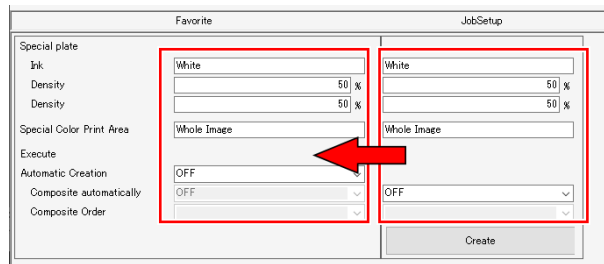 Favorite JobSetup
Special plate
Ink White White
Density 50 % 50 %
Density 50 % 50 %
Special Color Print Area Whole Image Whole Image
Execute
Automatic Creation OFF
Composite automatically OFF OFF
Composite Order
Create